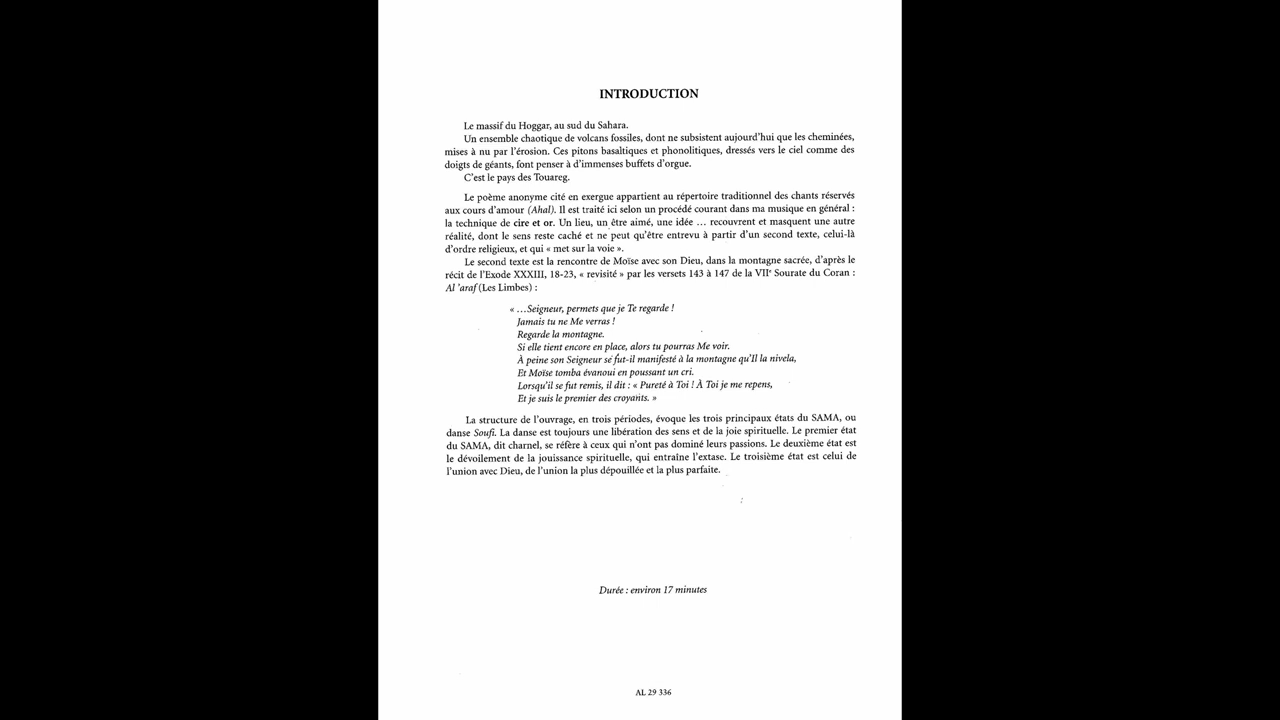 INTRODUCTION
Le massif du Hoggar, au sud du Sahara.
Un ensemble chaotique de volcans fossiles, dont ne subsistent aujourd'hui que les cheminées,
mises à nu par l'érosion. Ces pitons basaltiques et phonolitiques, dressés vers le ciel comme des
doigts de géants, font penser à d'immenses buffets d'orgue.
C'est le pays des Touareg.
Le poème anonyme cité en exergue appartient au répertoire traditionnel des chants réservés
aux cours d'amour (Ahal). Il est traité ici selon un procédé courant dans ma musique en général :
la technique de cire et or. Un lieu, un être aimé, une idée … recouvrent et masquent une autre
réalité, dont le sens reste caché et ne peut qu'être entrevu à partir d'un second texte, celui-là
d'ordre religieux, et qui « met sur la voie ».
Le second texte est la rencontre de Moïse avec son Dieu, dans la montagne sacrée, d'après le
récit de l'Exode XXXIII, 18-23, « revisité » par les versets 143 à 147 de la VIIe Sourate du Coran :
Al 'araf (Les Limbes) :
« …Seigneur, permets que je Te regarde !
Jamais tu ne Me verras !
Regarde la montagne.
Si elle tient encore en place, alors tu pourras Me voir.
À peine son Seigneur se fut-il manifesté à la montagne qu'Il la nivela,
Et Moïse tomba évanoui en poussant un cri.
Lorsqu'il se fut remis, il dit : « Pureté à Toi ! À Toi je me repens,
Et je suis le premier des croyants. »
La structure de l'ouvrage, en trois périodes, évoque les trois principaux états du SAMA, ou
danse Soufi. La danse est toujours une libération des sens et de la joie spirituelle. Le premier état
du SAMA, dit charnel, se réfère à ceux qui n'ont pas dominé leurs passions. Le deuxième état est
le dévoilement de la jouissance spirituelle, qui entraîne l'extase. Le troisième état est celui de
l'union avec Dieu, de l'union la plus dépouillée et la plus parfaite.
Durée : environ 17 minutes
AL 29 336